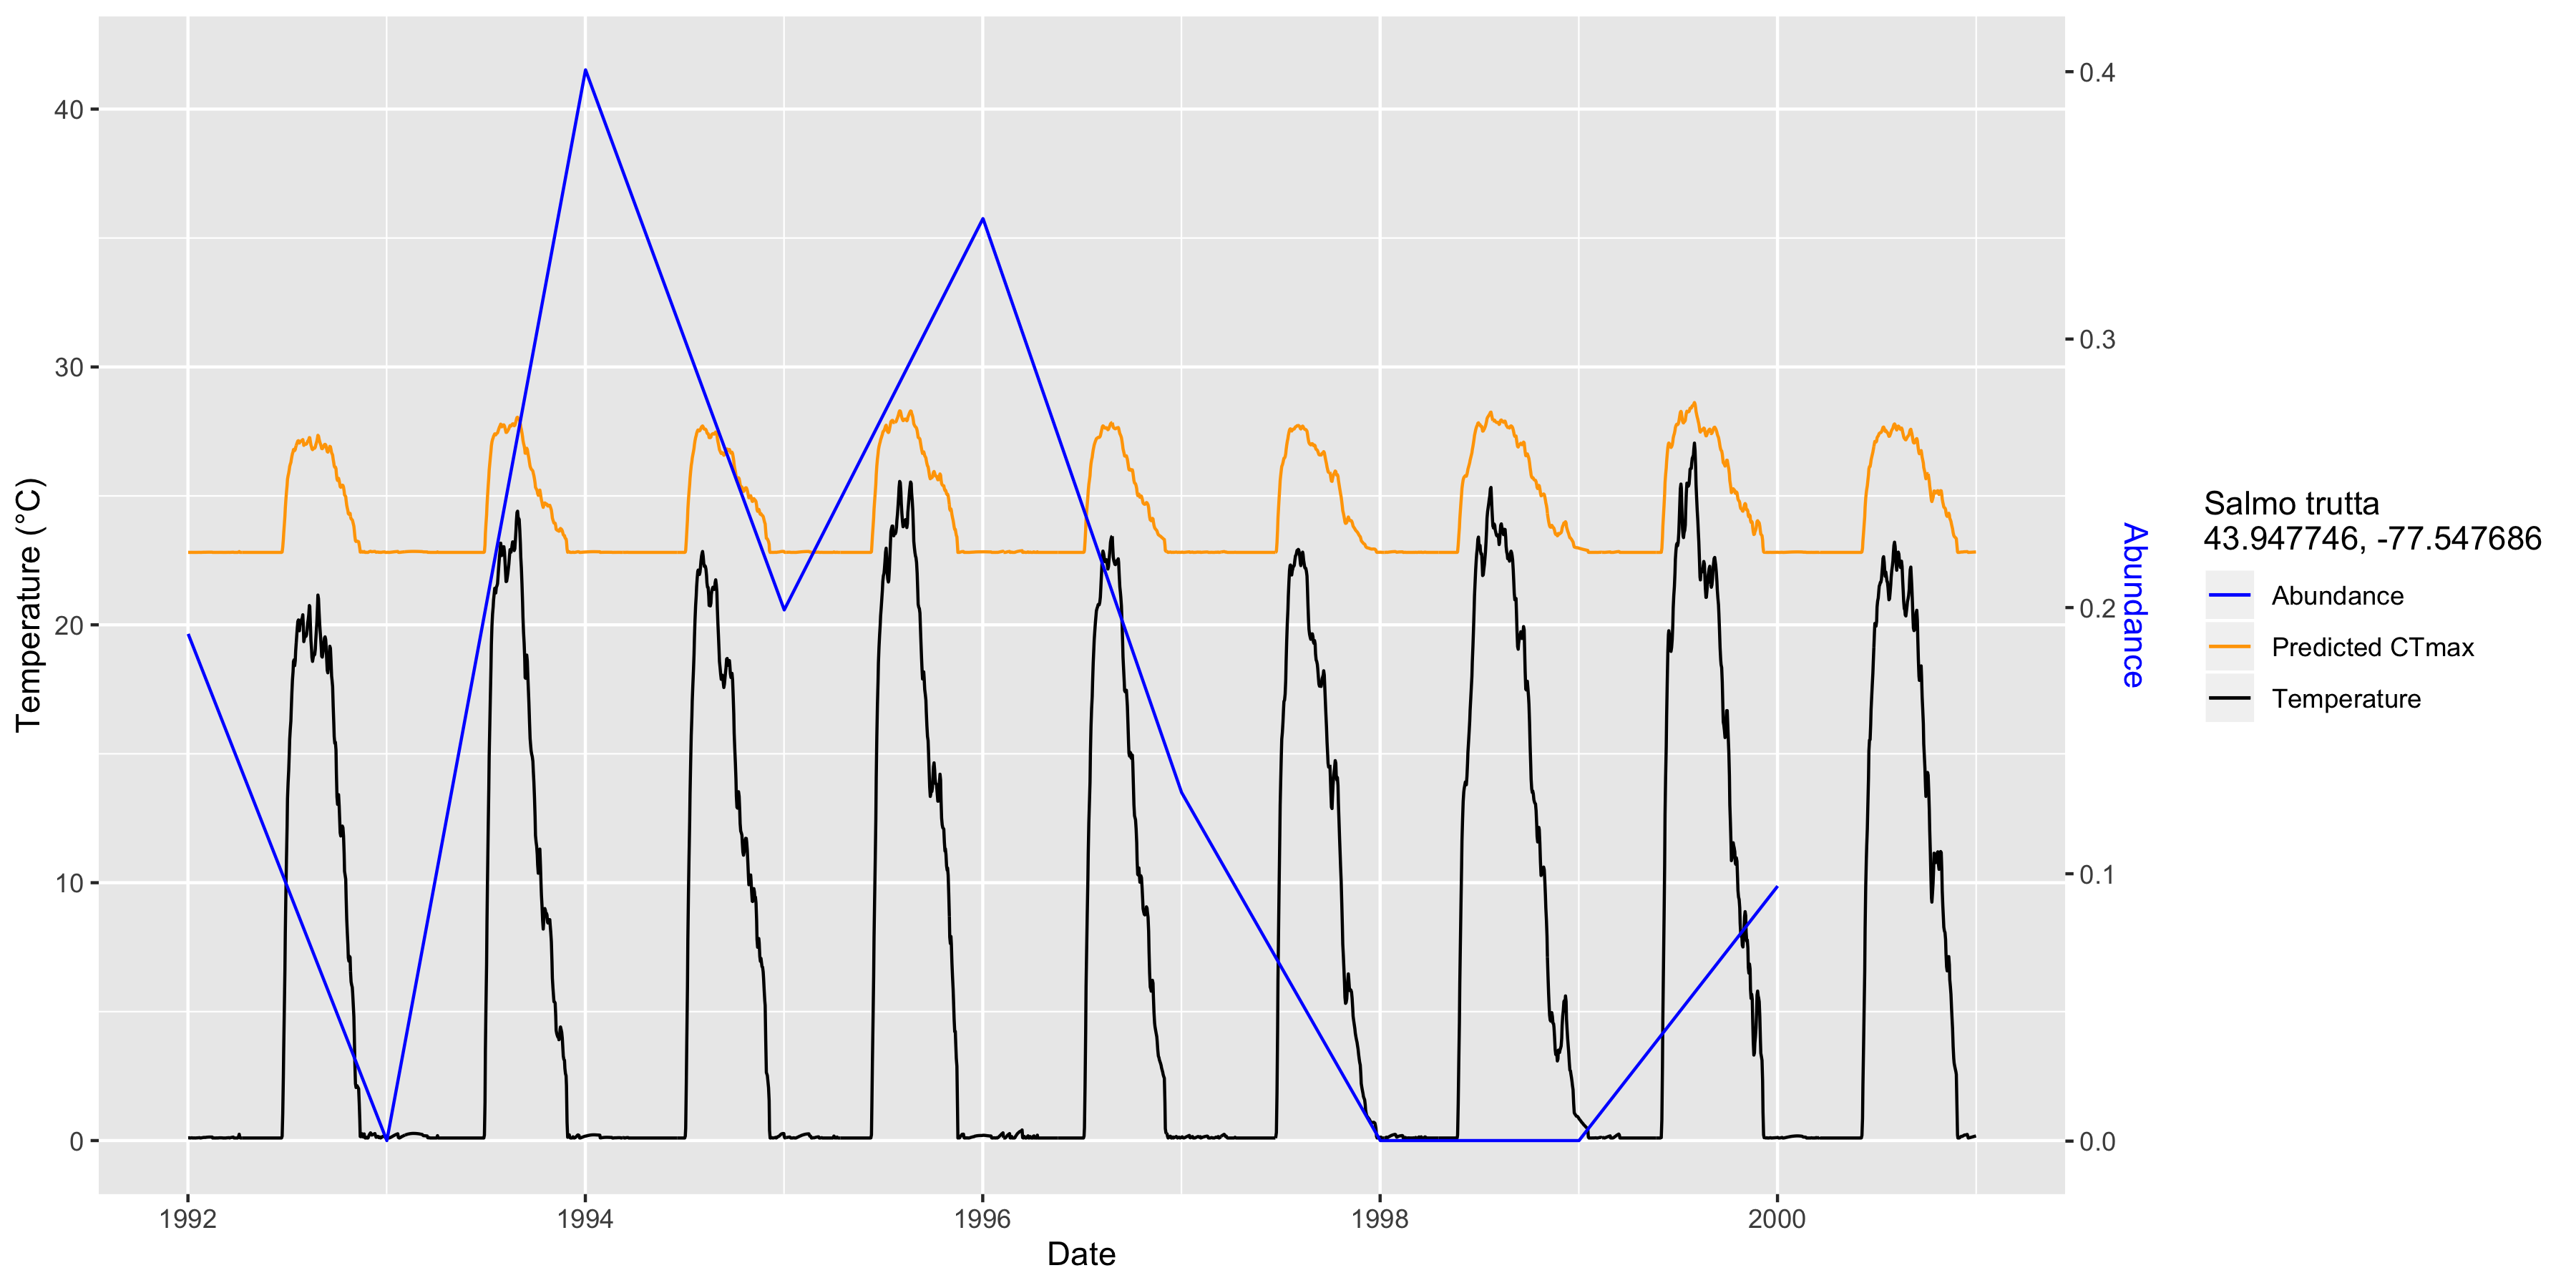 40
30
20
10
0
Temperature (°C)
1992
1994
1996
1998
2000
Date
0.4
0.3
0.2
0.1
0.0
Abundance
Salmo trutta
43.947746, -77.547686
Abundance
Predicted CTmax
Temperature